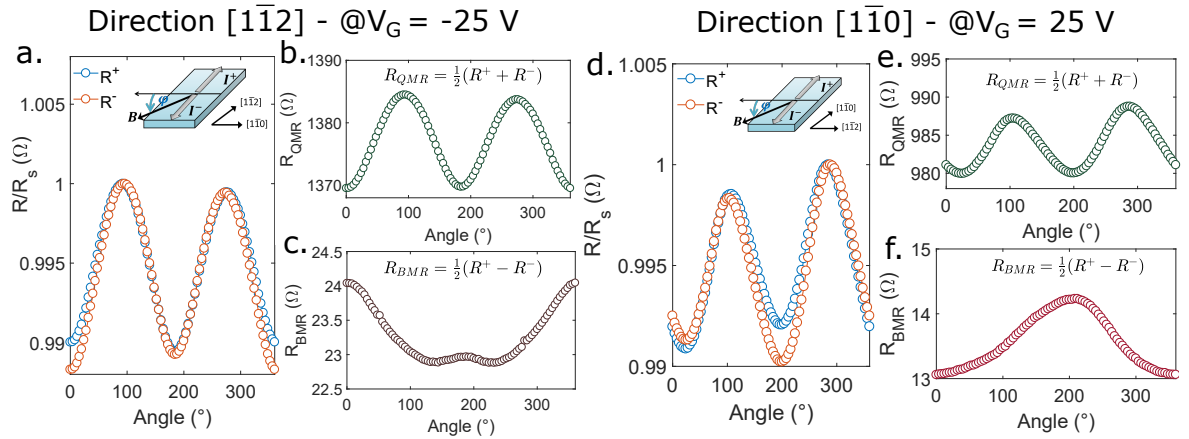 Direction [11̅2] - @V_G = -25 V
Direction [11̅0] - @V_G = 25 V
a.
R⁺
R⁻
I⁺
I⁻
φ
B
[11̅2]
[11̅0]
1.005
1
0.995
0.99
R/R_s (Ω)
0 100 200 300
Angle (°)
b.
R_QMR = ½(R⁺ + R⁻)
1390
1380
1370
R_QMR (Ω)
0 100 200 300
Angle (°)
c.
R_BMR = ½(R⁺ − R⁻)
24.5
24
23.5
23
22.5
R_BMR (Ω)
0 100 200 300
Angle (°)
d.
R⁺
R⁻
I⁺
I⁻
φ
B
[11̅0]
[11̅2]
1.005
1
0.995
0.99
R/R_s (Ω)
0 100 200 300
Angle (°)
e.
R_QMR = ½(R⁺ + R⁻)
995
990
985
980
R_QMR (Ω)
0 100 200 300
Angle (°)
f.
R_BMR = ½(R⁺ − R⁻)
15
14
13
R_BMR (Ω)
0 100 200 300
Angle (°)